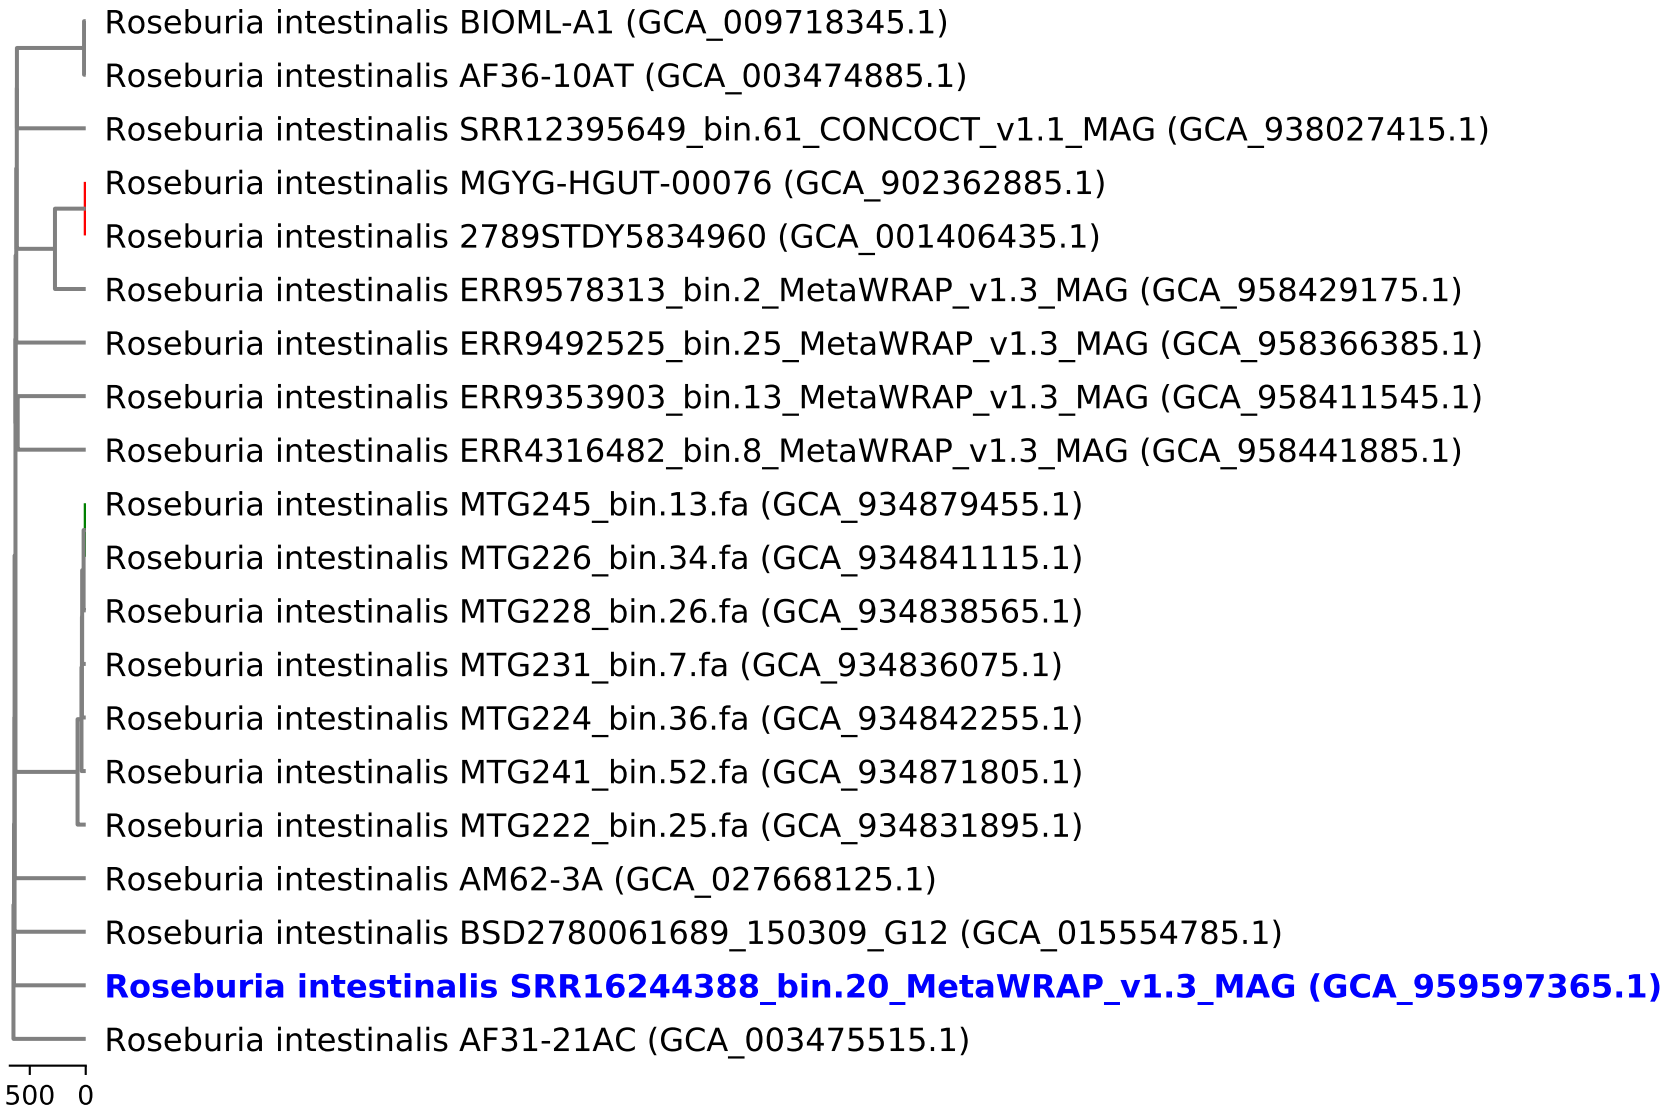 Roseburia intestinalis BIOML-A1 (GCA_009718345.1)
Roseburia intestinalis AF36-10AT (GCA_003474885.1)
Roseburia intestinalis SRR12395649_bin.61_CONCOCT_v1.1_MAG (GCA_938027415.1)
Roseburia intestinalis MGYG-HGUT-00076 (GCA_902362885.1)
Roseburia intestinalis 2789STDY5834960 (GCA_001406435.1)
Roseburia intestinalis ERR9578313_bin.2_MetaWRAP_v1.3_MAG (GCA_958429175.1)
Roseburia intestinalis ERR9492525_bin.25_MetaWRAP_v1.3_MAG (GCA_958366385.1)
Roseburia intestinalis ERR9353903_bin.13_MetaWRAP_v1.3_MAG (GCA_958411545.1)
Roseburia intestinalis ERR4316482_bin.8_MetaWRAP_v1.3_MAG (GCA_958441885.1)
Roseburia intestinalis MTG245_bin.13.fa (GCA_934879455.1)
Roseburia intestinalis MTG226_bin.34.fa (GCA_934841115.1)
Roseburia intestinalis MTG228_bin.26.fa (GCA_934838565.1)
Roseburia intestinalis MTG231_bin.7.fa (GCA_934836075.1)
Roseburia intestinalis MTG224_bin.36.fa (GCA_934842255.1)
Roseburia intestinalis MTG241_bin.52.fa (GCA_934871805.1)
Roseburia intestinalis MTG222_bin.25.fa (GCA_934831895.1)
Roseburia intestinalis AM62-3A (GCA_027668125.1)
Roseburia intestinalis BSD2780061689_150309_G12 (GCA_015554785.1)
Roseburia intestinalis SRR16244388_bin.20_MetaWRAP_v1.3_MAG (GCA_959597365.1)
Roseburia intestinalis AF31-21AC (GCA_003475515.1)
500 0